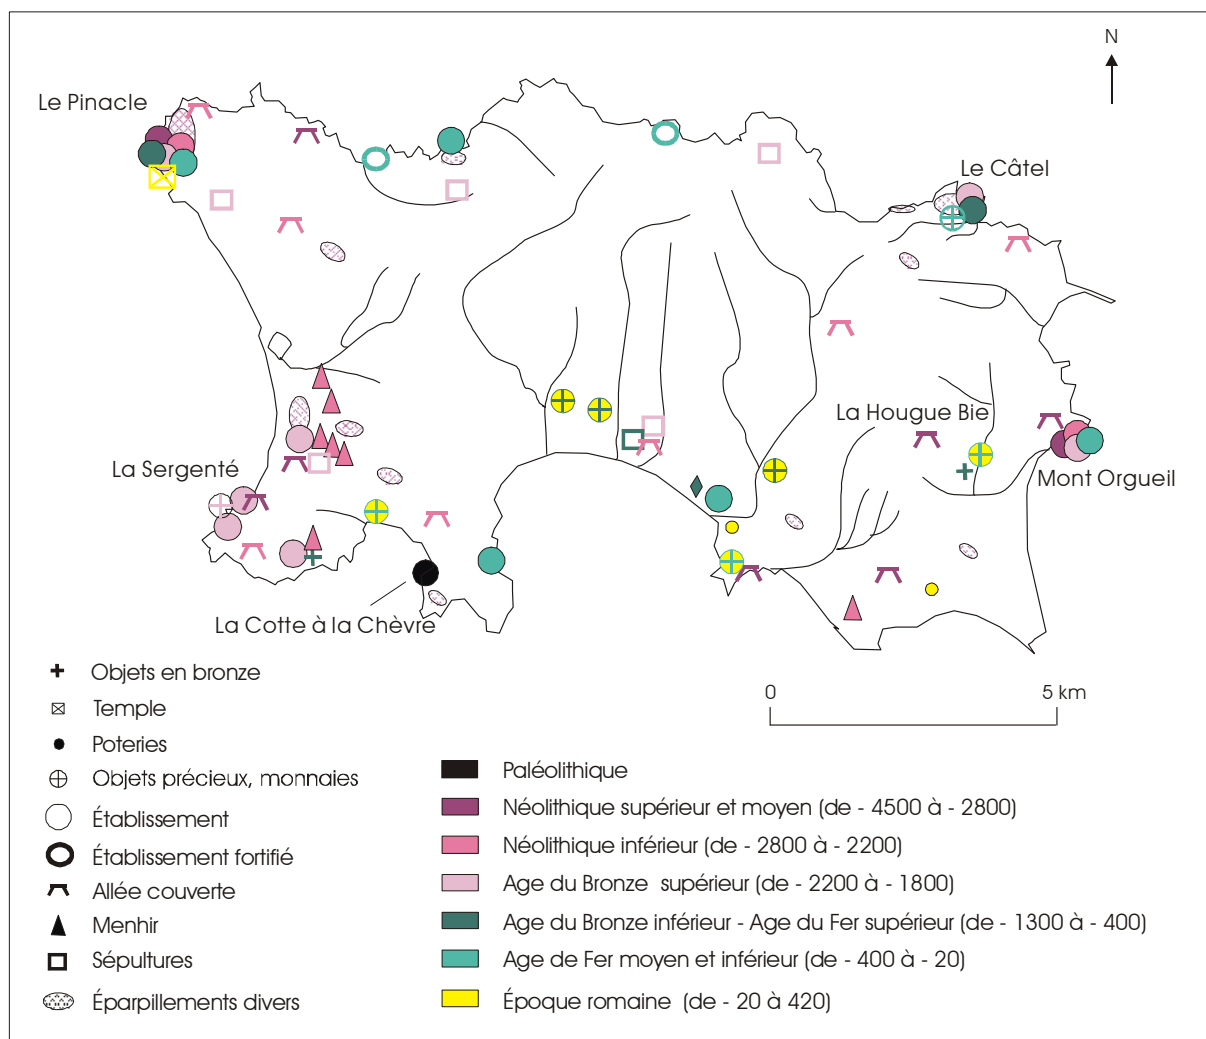 N
Le Pinacle
Le Câtel
La Hougue Bie
La Sergenté
Mont Orgueil
La Cotte à la Chèvre
0 5 km
Objets en bronze
Temple
Poteries
Objets précieux, monnaies
Établissement
Établissement fortifié
Allée couverte
Menhir
Sépultures
Éparpillements divers
Paléolithique
Néolithique supérieur et moyen (de - 4500 à - 2800)
Néolithique inférieur (de - 2800 à - 2200)
Age du Bronze supérieur (de - 2200 à - 1800)
Age du Bronze inférieur - Age du Fer supérieur (de - 1300 à - 400)
Age de Fer moyen et inférieur (de - 400 à - 20)
Époque romaine (de - 20 à 420)